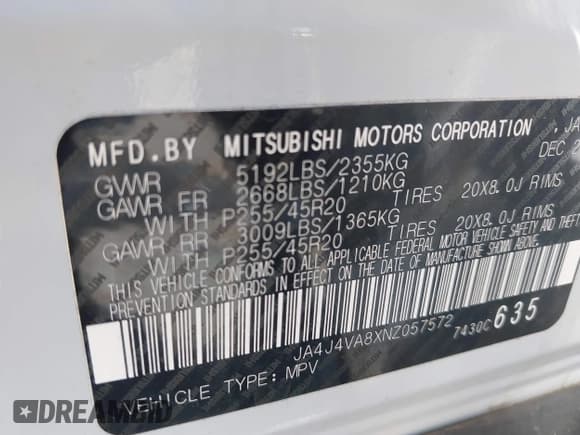 MFD.BY MITSUBISHI MOTORS CORPORATION .JA
GVWR 5192LBS/2355KG DEC 2
GAWR FR 2668LBS/1210KG
WITH P255/45R20 TIRES 20X8.0J RIMS
GAWR RR 3009LBS/1365KG
WITH P255/45R20 TIRES 20X8.0J RIMS
THIS VEHICLE CONFORMS TO ALL APPLICABLE FEDERAL MOTOR VEHICLE SAFETY AND THEFT
PREVENTION STANDARDS IN EFFECT ON THE DATE OF MANUFACTURE SHOWN ABOVE.
JA4J4VA8XNZ057572 7430C 635
VEHICLE TYPE:MPV
DREAMBID